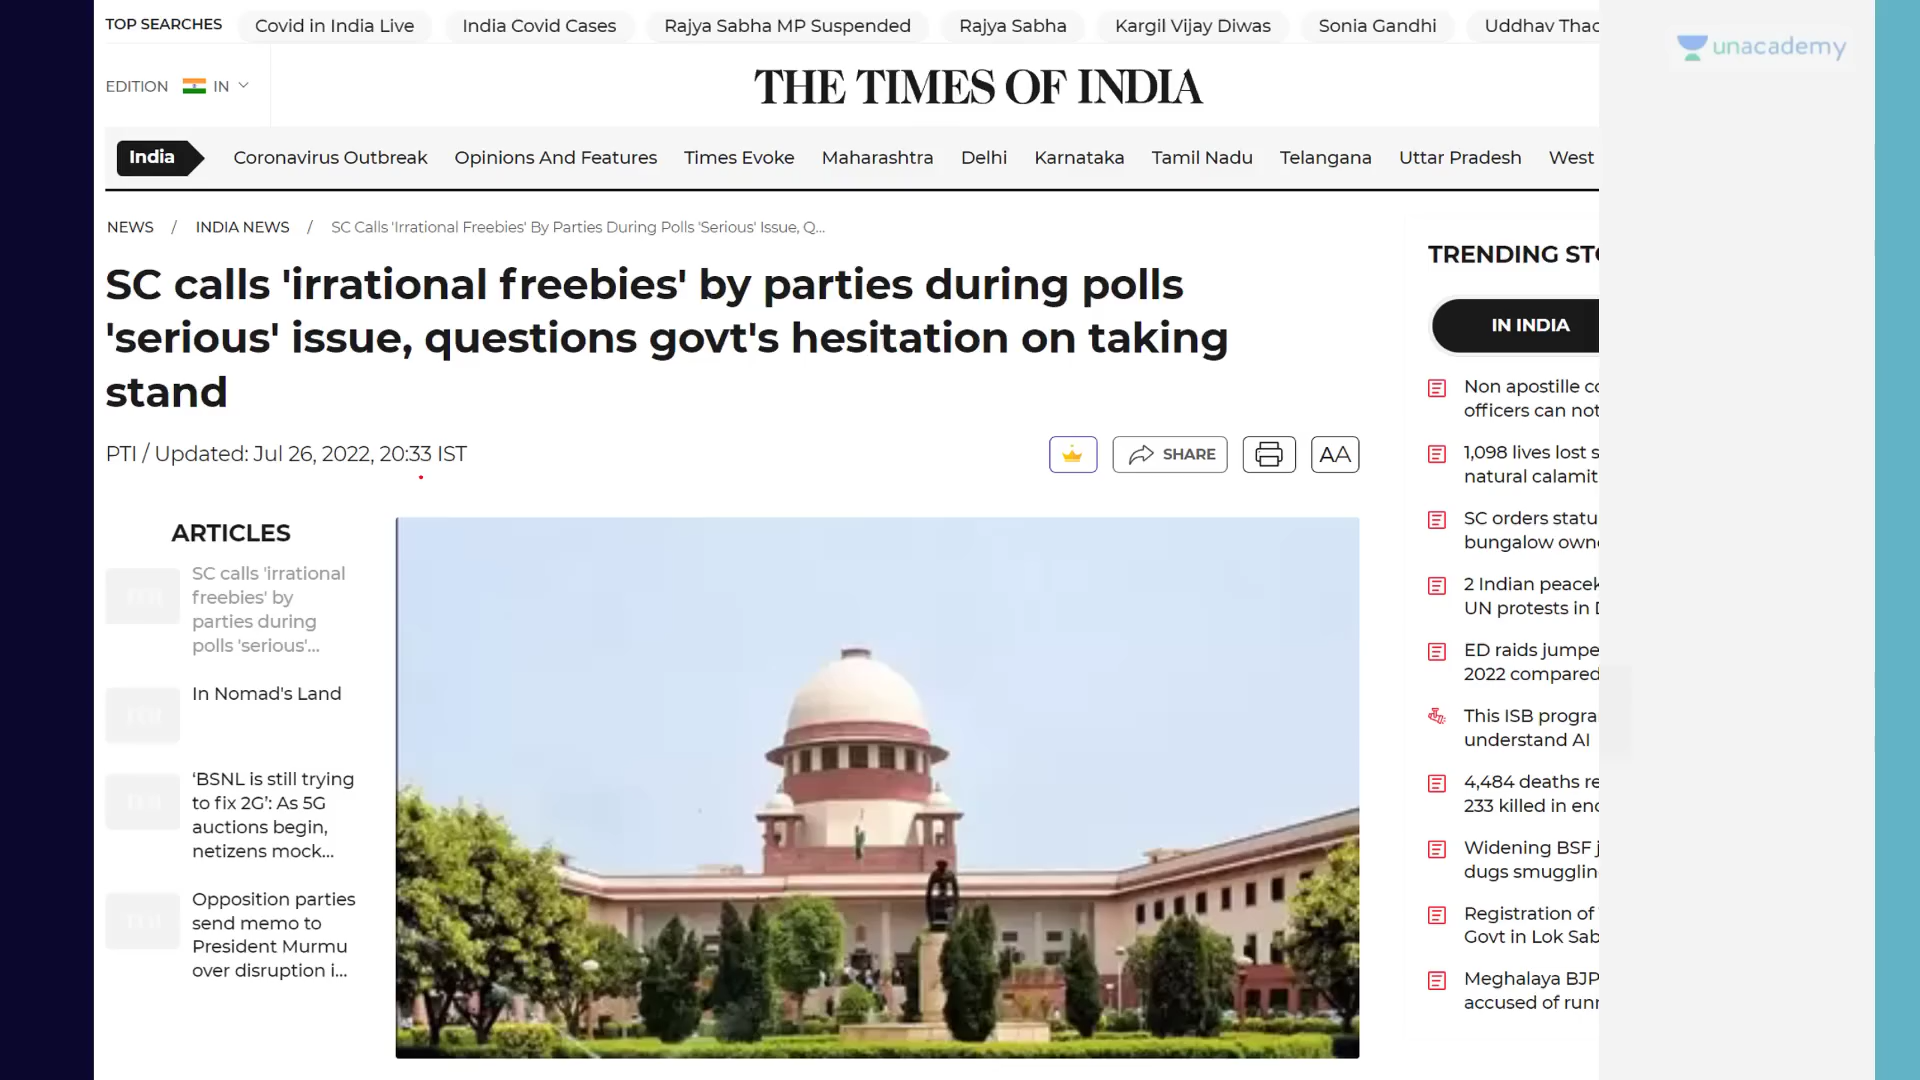 TOP SEARCHES Covid in India Live India Covid Cases Rajya Sabha MP Suspended Rajya Sabha Kargil Vijay Diwas Sonia Gandhi Uddhav Thac
unacademy
EDITION IN
THE TIMES OF INDIA
India Coronavirus Outbreak Opinions And Features Times Evoke Maharashtra Delhi Karnataka Tamil Nadu Telangana Uttar Pradesh West
NEWS / INDIA NEWS / SC Calls 'Irrational Freebies' By Parties During Polls 'Serious' Issue, Q...
SC calls 'irrational freebies' by parties during polls
'serious' issue, questions govt's hesitation on taking
stand
PTI / Updated: Jul 26, 2022, 20:33 IST
SHARE
AA
ARTICLES
SC calls 'irrational
freebies' by
parties during
polls 'serious'...
In Nomad's Land
‘BSNL is still trying
to fix 2G’: As 5G
auctions begin,
netizens mock...
Opposition parties
send memo to
President Murmu
over disruption i...
TRENDING STO
IN INDIA
Non apostille co
officers can not
1,098 lives lost s
natural calamit
SC orders statu
bungalow owne
2 Indian peacek
UN protests in D
ED raids jumpe
2022 compared
This ISB progra
understand AI
4,484 deaths re
233 killed in enc
Widening BSF j
dugs smugglin
Registration of
Govt in Lok Sab
Meghalaya BJP
accused of runn